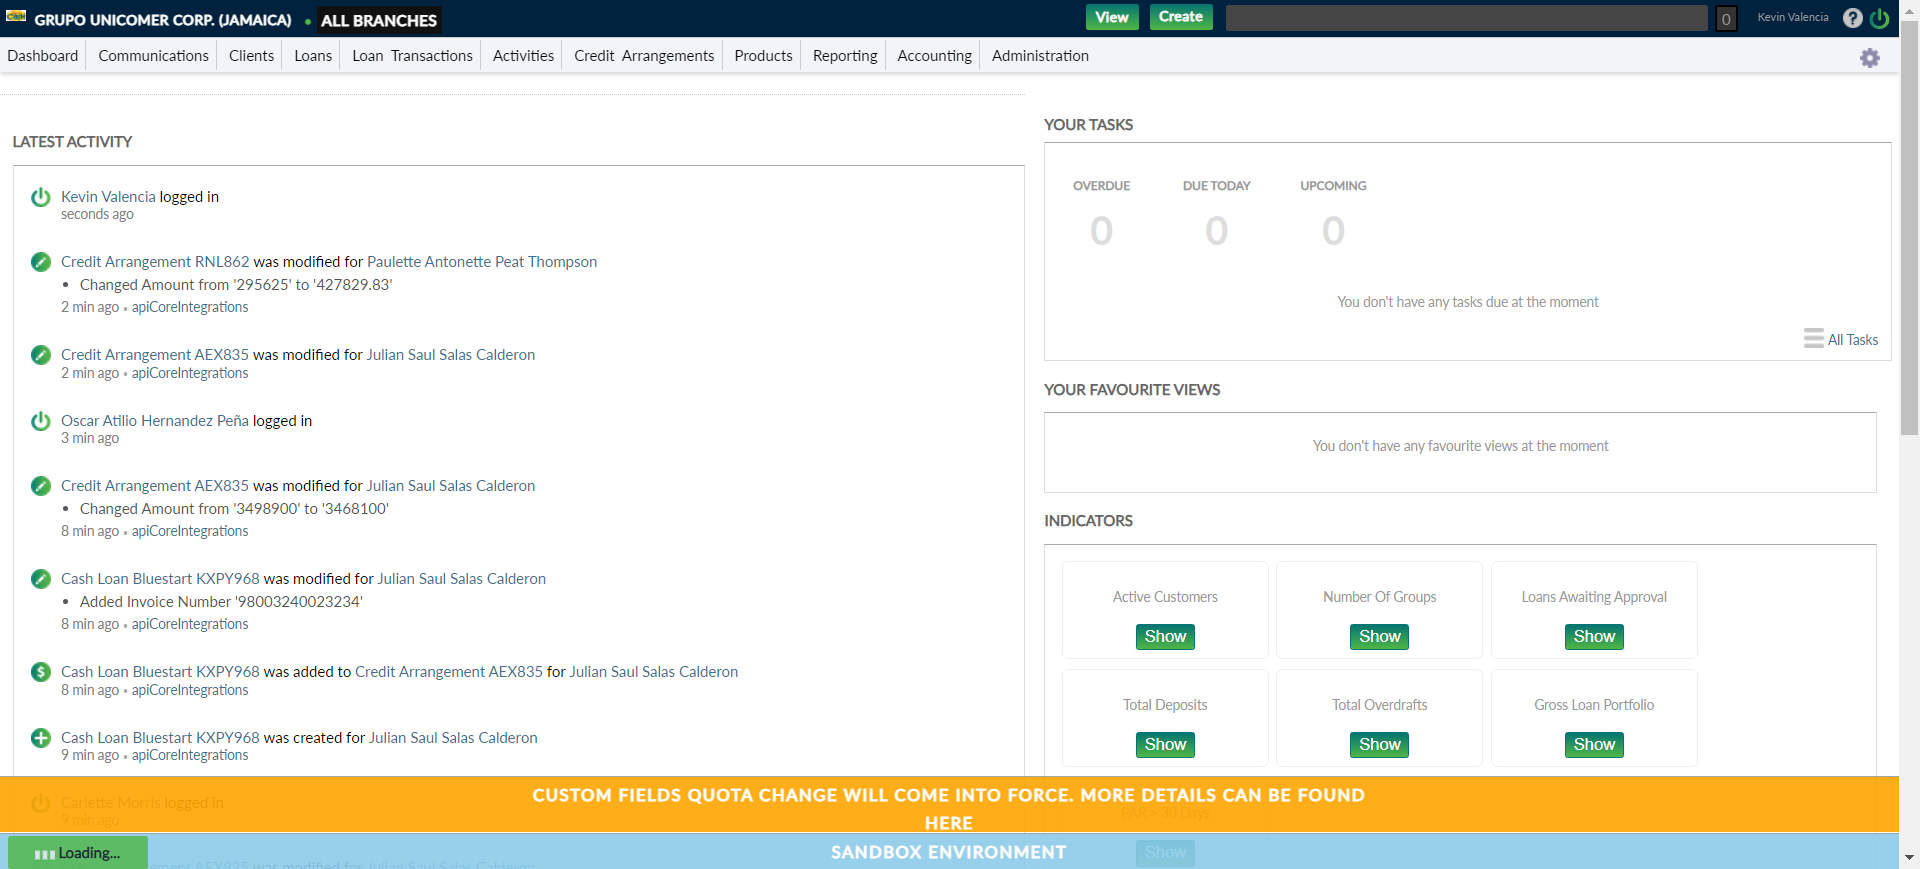 GRUPO UNICOMER CORP. (JAMAICA) • ALL BRANCHES
View Create 0 Kevin Valencia ?
Dashboard Communications Clients Loans Loan Transactions Activities Credit Arrangements Products Reporting Accounting Administration
LATEST ACTIVITY
Kevin Valencia logged in
seconds ago
Credit Arrangement RNL862 was modified for Paulette Antonette Peat Thompson
• Changed Amount from '295625' to '427829.83'
2 min ago • apiCoreIntegrations
Credit Arrangement AEX835 was modified for Julian Saul Salas Calderon
2 min ago • apiCoreIntegrations
Oscar Atilio Hernandez Peña logged in
3 min ago
Credit Arrangement AEX835 was modified for Julian Saul Salas Calderon
• Changed Amount from '3498900' to '3468100'
8 min ago • apiCoreIntegrations
Cash Loan Bluestart KXPY968 was modified for Julian Saul Salas Calderon
• Added Invoice Number '98003240023234'
8 min ago • apiCoreIntegrations
Cash Loan Bluestart KXPY968 was added to Credit Arrangement AEX835 for Julian Saul Salas Calderon
8 min ago • apiCoreIntegrations
Cash Loan Bluestart KXPY968 was created for Julian Saul Salas Calderon
9 min ago • apiCoreIntegrations
Carlette Morris logged in
9 min ago
YOUR TASKS
OVERDUE DUE TODAY UPCOMING
0 0 0
You don't have any tasks due at the moment
All Tasks
YOUR FAVOURITE VIEWS
You don't have any favourite views at the moment
INDICATORS
Active Customers Number Of Groups Loans Awaiting Approval
Show Show Show
Total Deposits Total Overdrafts Gross Loan Portfolio
Show Show Show
PAR > 30 Days
Show
CUSTOM FIELDS QUOTA CHANGE WILL COME INTO FORCE. MORE DETAILS CAN BE FOUND
HERE
SANDBOX ENVIRONMENT
Loading...
AEX835 was modified for Julian Saul Salas Calderon